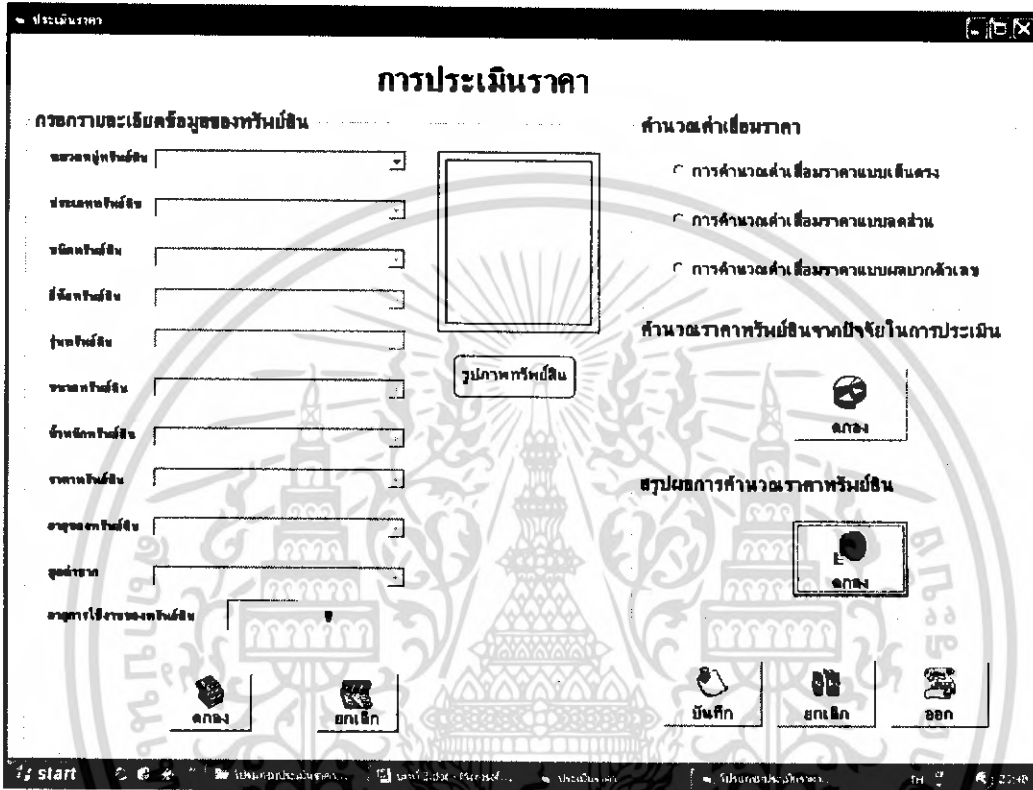 ประเมินราคา
การประเมินราคา
กรอกรายละเอียดข้อมูลของทรัพย์สิน
หมวดหมู่ทรัพย์สิน
ประเภททรัพย์สิน
ชนิดทรัพย์สิน
ยี่ห้อทรัพย์สิน
รุ่นทรัพย์สิน
ขนาดทรัพย์สิน
น้ำหนักทรัพย์สิน
ราคาทรัพย์สิน
อายุของทรัพย์สิน
มูลค่าซาก
อายุการใช้งานของทรัพย์สิน
ตกลง
ยกเลิก
รูปภาพทรัพย์สิน
คำนวณค่าเสื่อมราคา
การคำนวณค่าเสื่อมราคาแบบเส้นตรง
การคำนวณค่าเสื่อมราคาแบบลดส่วน
การคำนวณค่าเสื่อมราคาแบบผลบวกตัวเลข
คำนวณราคาทรัพย์สินจากปัจจัยในการประเมิน
ตกลง
สรุปผลการคำนวณราคาทรัพย์สิน
ตกลง
บันทึก
ยกเลิก
ออก
start
ประเมินราคา
TH